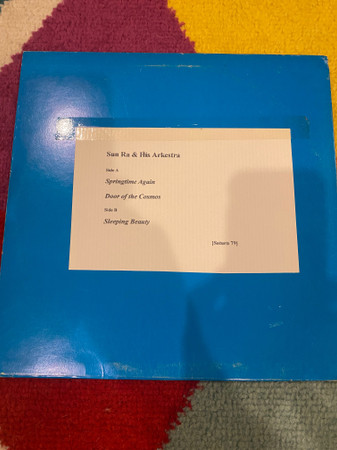 Sun Ra & His Arkestra
Side A
Springtime Again
Door of the Cosmos
Side B
Sleeping Beauty
[Saturn 79]